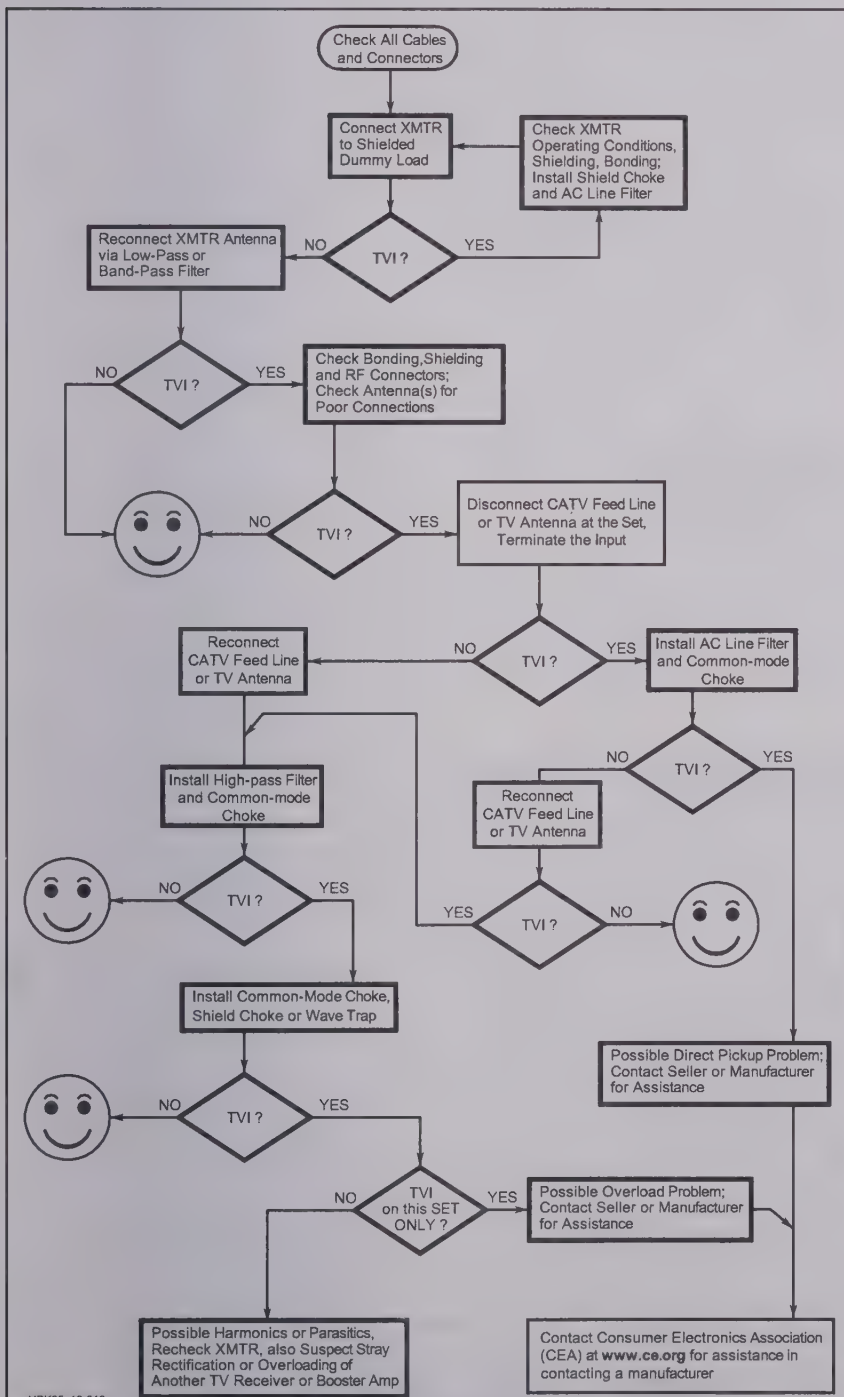 Check All Cables
and Connectors
Connect XMTR
to Shielded
Dummy Load
Check XMTR
Operating Conditions,
Shielding, Bonding;
Install Shield Choke
and AC Line Filter
NO
TVI ?
YES
Reconnect XMTR Antenna
via Low-Pass or
Band-Pass Filter
NO
TVI ?
YES
Check Bonding,Shielding
and RF Connectors;
Check Antenna(s) for
Poor Connections
NO
TVI ?
YES
Disconnect CATV Feed Line
or TV Antenna at the Set,
Terminate the Input
Reconnect
CATV Feed Line
or TV Antenna
NO
TVI ?
YES
Install AC Line Filter
and Common-mode
Choke
NO
TVI ?
YES
Install High-pass Filter
and Common-mode
Choke
Reconnect
CATV Feed Line
or TV Antenna
NO
TVI ?
YES
YES
TVI ?
NO
Install Common-Mode Choke,
Shield Choke or Wave Trap
Possible Direct Pickup Problem;
Contact Seller or Manufacturer
for Assistance
NO
TVI ?
YES
NO
TVI
on this SET
ONLY ?
YES
Possible Overload Problem;
Contact Seller or Manufacturer
for Assistance
Possible Harmonics or Parasitics,
Recheck XMTR, also Suspect Stray
Rectification or Overloading of
Another TV Receiver or Booster Amp
Contact Consumer Electronics Association
(CEA) at www.ce.org for assistance in
contacting a manufacturer